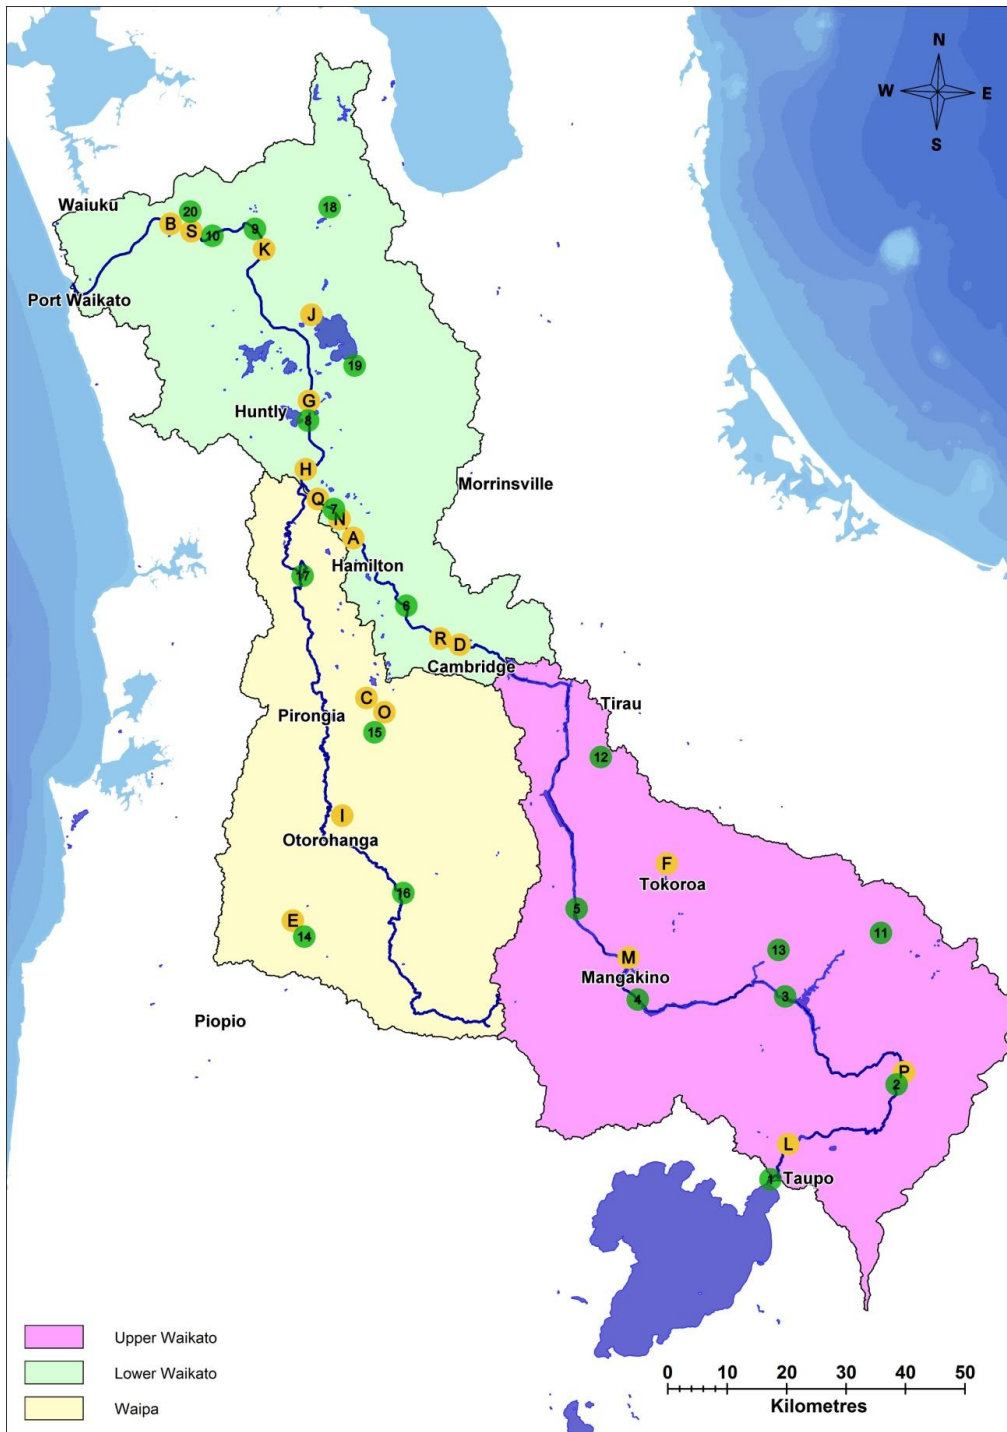 N
W E
S
Waiuku
20
18
B
S
10
9
K
Port Waikato
J
19
G
Huntly
8
H
Morrinsville
Q
7
N
A
Hamilton
17
6
R
D
Cambridge
C
O
Pirongia
Tirau
15
12
I
Otorohanga
F
Tokoroa
16
5
E
14
11
13
M
Mangakino
3
4
Piopio
P
2
L
1
Taupo
Upper Waikato
Lower Waikato
Waipa
0 10 20 30 40 50
Kilometres